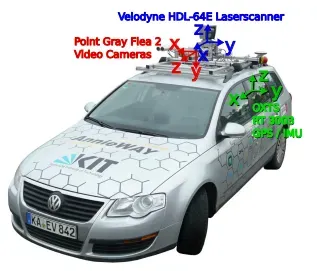 Velodyne HDL-64E Laserscanner
Point Gray Flea 2
Video Cameras
z
y
x
x
z
y
z
x
y
OXTS
RT 3003
GPS / IMU
ANNIEWAY
KIT
KA EV 842